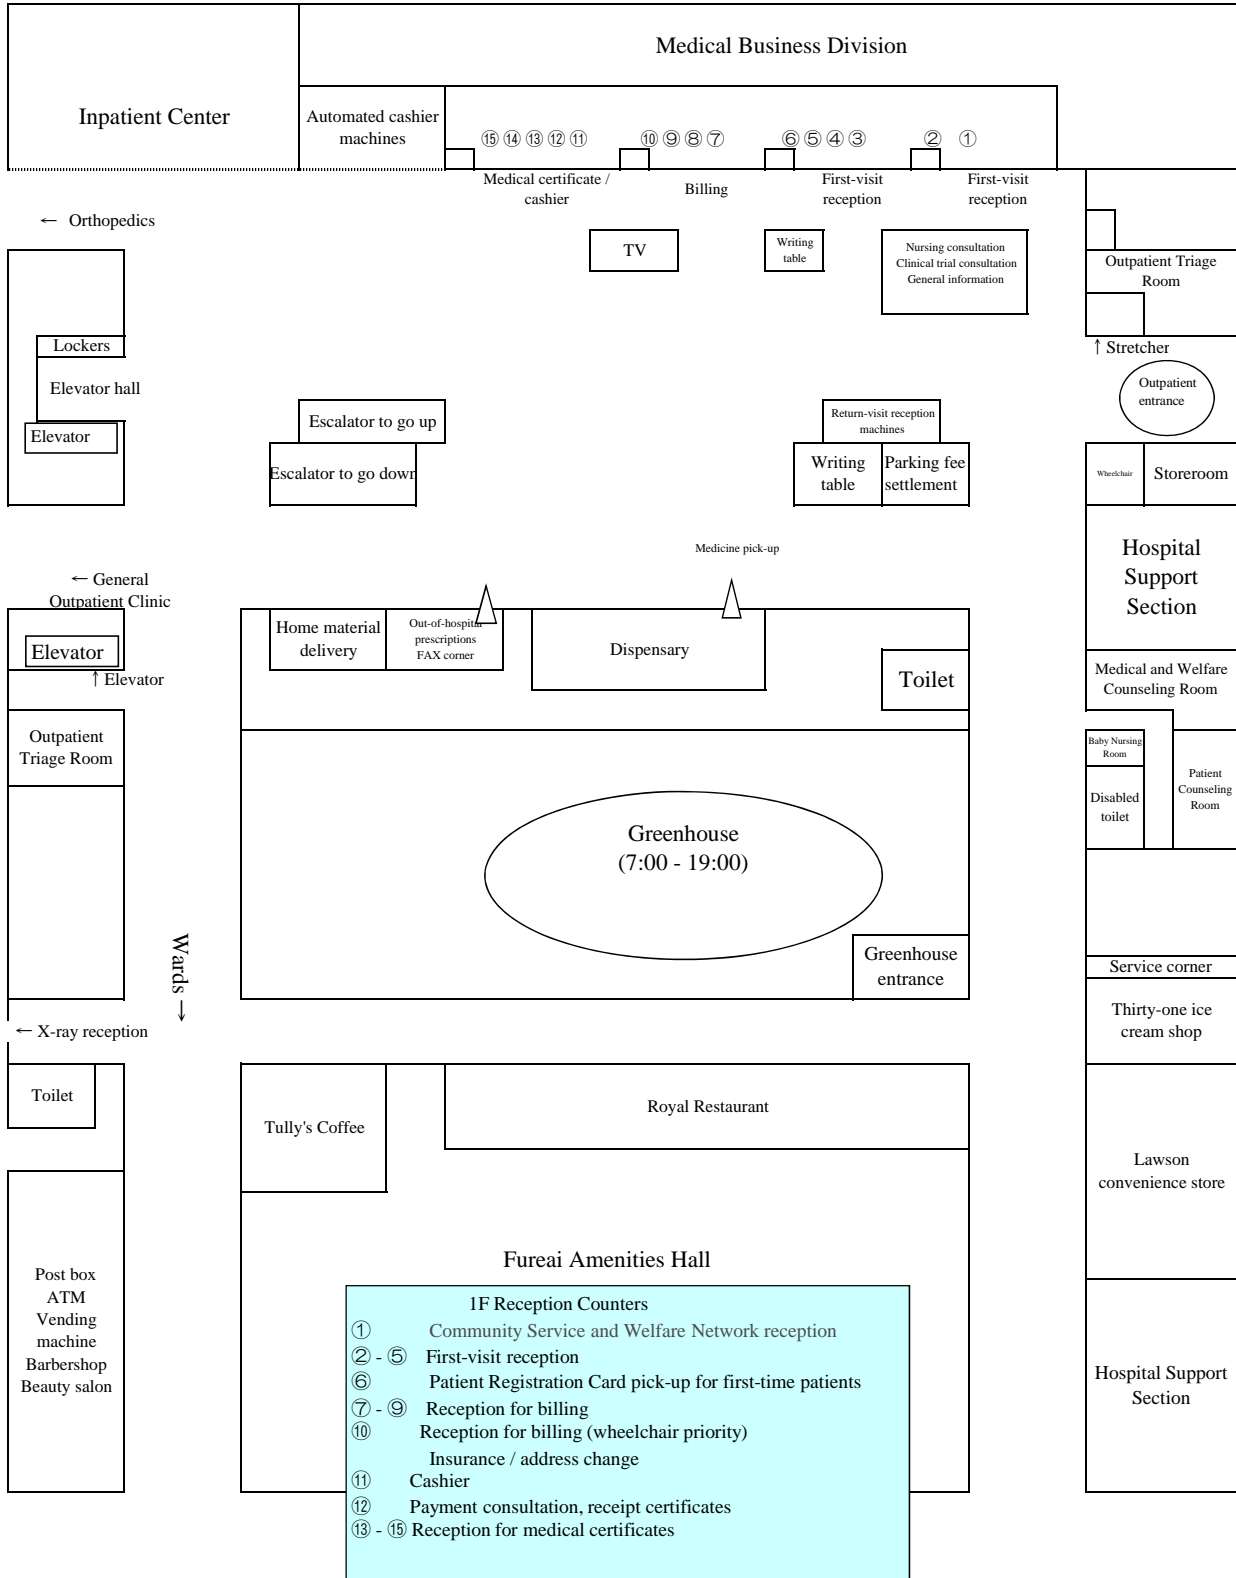 Medical Business Division
Inpatient Center
Automated cashier
machines
⑮ ⑭ ⑬ ⑫ ⑪
⑩ ⑨ ⑧ ⑦
⑥ ⑤ ④ ③
② ①
Medical certificate /
cashier
Billing
First-visit
reception
First-visit
reception
← Orthopedics
TV
Writing
table
Nursing consultation
Clinical trial consultation
General information
Outpatient Triage
Room
Lockers
↑ Stretcher
Elevator hall
Outpatient
entrance
Elevator
Escalator to go up
Return-visit reception
machines
Escalator to go down
Writing
table
Parking fee
settlement
Wheelchair
Storeroom
Medicine pick-up
Hospital
Support
Section
← General
Outpatient Clinic
Home material
delivery
Out-of-hospital
prescriptions
FAX corner
Dispensary
Elevator
↑ Elevator
Toilet
Medical and Welfare
Counseling Room
Outpatient
Triage Room
Baby Nursing
Room
Disabled
toilet
Patient
Counseling
Room
Greenhouse
(7:00 - 19:00)
Wards →
Greenhouse
entrance
Service corner
← X-ray reception
Thirty-one ice
cream shop
Toilet
Tully's Coffee
Royal Restaurant
Lawson
convenience store
Fureai Amenities Hall
Post box
ATM
Vending
machine
Barbershop
Beauty salon
Hospital Support
Section
1F Reception Counters
① Community Service and Welfare Network reception
② - ⑤ First-visit reception
⑥ Patient Registration Card pick-up for first-time patients
⑦ - ⑨ Reception for billing
⑩ Reception for billing (wheelchair priority)
Insurance / address change
⑪ Cashier
⑫ Payment consultation, receipt certificates
⑬ - ⑮ Reception for medical certificates